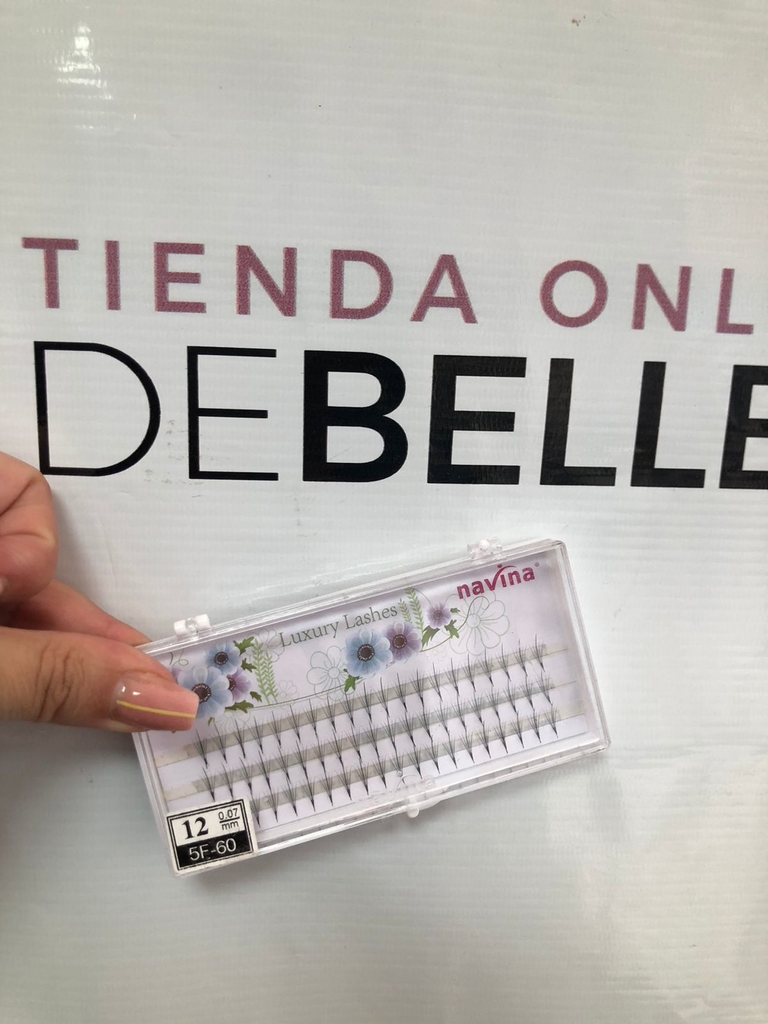 TIENDA ONL
DEBELLE
Luxury Lashes
navina®
12 0.07 mm
5F-60